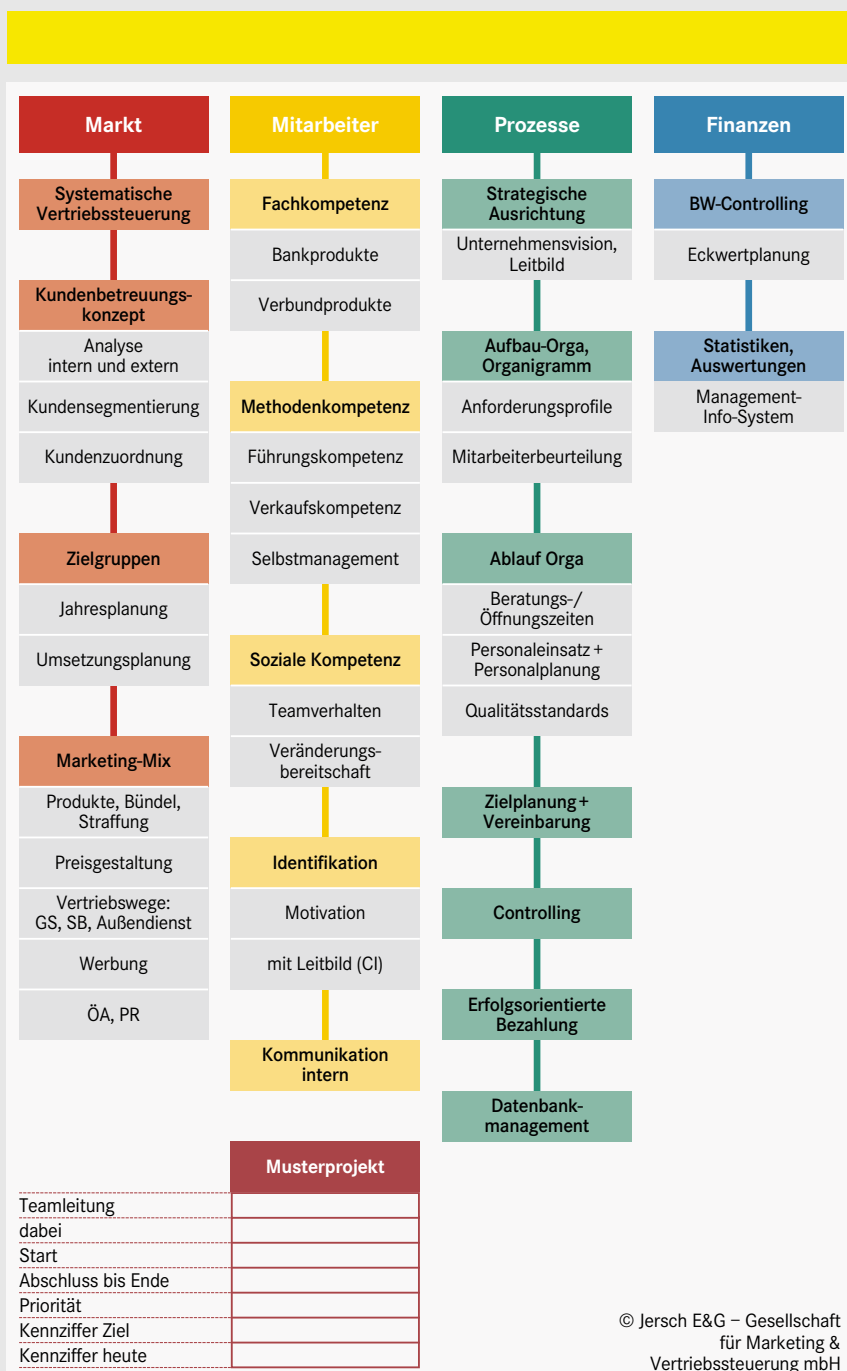 Markt
Systematische
Vertriebssteuerung
Kundenbetreuungs-
konzept
Analyse
intern und extern
Kundensegmentierung
Kundenzuordnung
Zielgruppen
Jahresplanung
Umsetzungsplanung
Marketing-Mix
Produkte, Bündel,
Straffung
Preisgestaltung
Vertriebswege:
GS, SB, Außendienst
Werbung
ÖA, PR
Mitarbeiter
Fachkompetenz
Bankprodukte
Verbundprodukte
Methodenkompetenz
Führungskompetenz
Verkaufskompetenz
Selbstmanagement
Soziale Kompetenz
Teamverhalten
Veränderungs-
bereitschaft
Identifikation
Motivation
mit Leitbild (CI)
Kommunikation
intern
Prozesse
Strategische
Ausrichtung
Unternehmensvision,
Leitbild
Aufbau-Orga,
Organigramm
Anforderungsprofile
Mitarbeiterbeurteilung
Ablauf Orga
Beratungs-/
Öffnungszeiten
Personaleinsatz +
Personalplanung
Qualitätsstandards
Zielplanung +
Vereinbarung
Controlling
Erfolgsorientierte
Bezahlung
Datenbank-
management
Finanzen
BW-Controlling
Eckwertplanung
Statistiken,
Auswertungen
Management-
Info-System
Musterprojekt
Teamleitung
dabei
Start
Abschluss bis Ende
Priorität
Kennziffer Ziel
Kennziffer heute
© Jersch E&G – Gesellschaft
für Marketing &
Vertriebssteuerung mbH